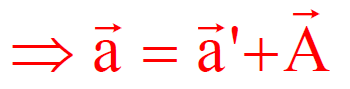 ⇒ a⃗ = a⃗' + A⃗